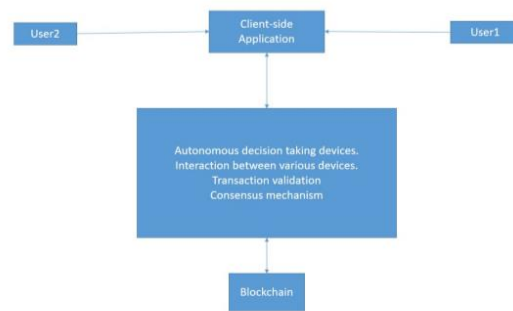 User2
Client-side
Application
User1
Autonomous decision taking devices.
Interaction between various devices.
Transaction validation
Consensus mechanism
Blockchain